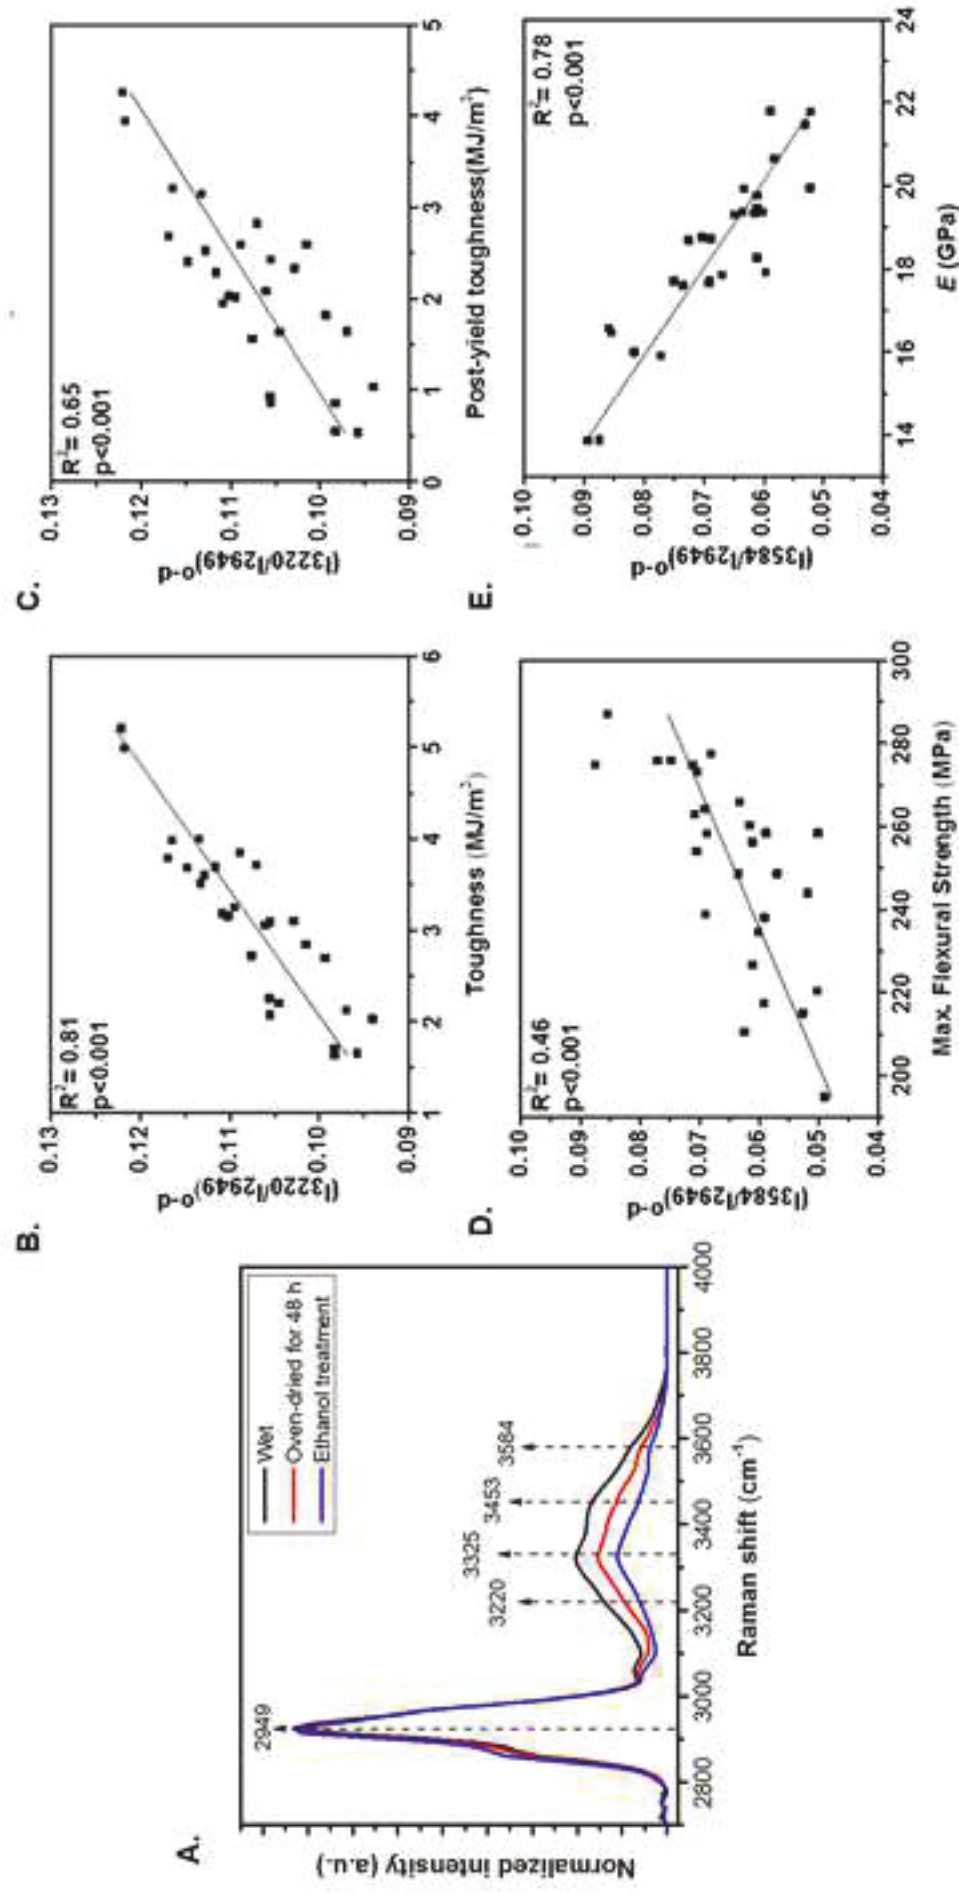 A.
Normalized intensity (a.u.)
2949
3220
3325
3453
3584
Wet
Oven-dried for 48 h
Ethanol treatment
2800
3000
3200
3400
3600
3800
4000
Raman shift (cm⁻¹)
B.
(I3220/I2949)o-d
0.13
0.12
0.11
0.10
0.09
R²= 0.81
p<0.001
1
2
3
4
5
6
Toughness (MJ/m³)
C.
(I3220/I2949)o-d
0.13
0.12
0.11
0.10
0.09
R²= 0.65
p<0.001
0
1
2
3
4
5
Post-yield toughness(MJ/m³)
D.
(I3584/I2949)o-d
0.10
0.09
0.08
0.07
0.06
0.05
0.04
R²= 0.46
p<0.001
200
220
240
260
280
300
Max. Flexural Strength (MPa)
E.
(I3584/I2949)o-d
0.10
0.09
0.08
0.07
0.06
0.05
0.04
R²= 0.78
p<0.001
14
16
18
20
22
24
E (GPa)